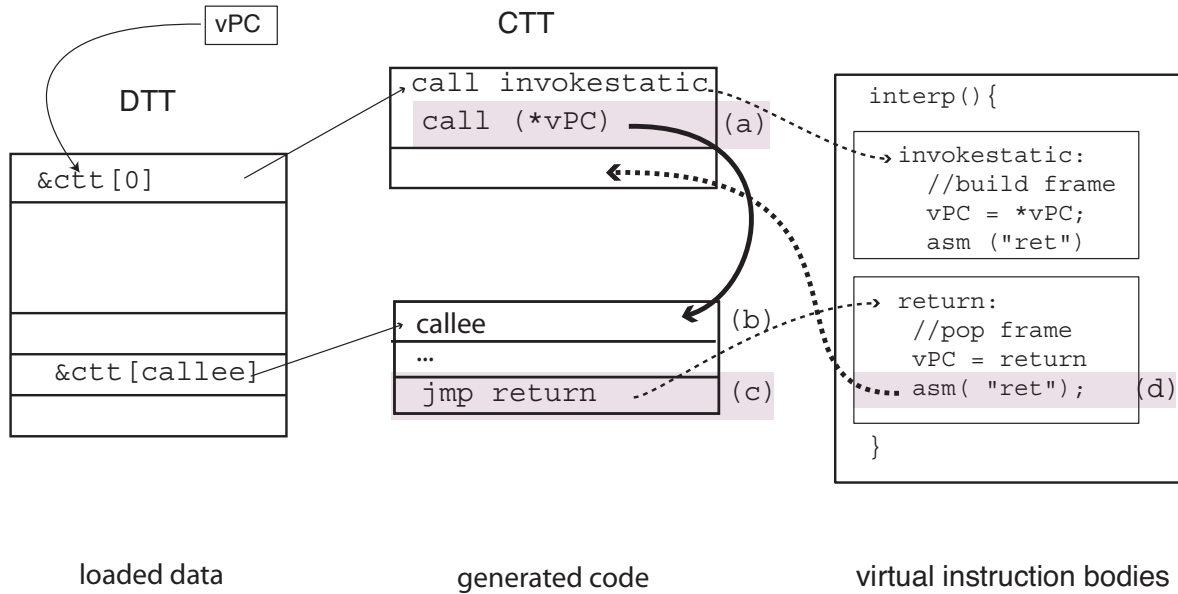 vPC
CTT
DTT
call invokestatic
call (*vPC) (a)
&ctt[0]
callee (b)
...
&ctt[callee]
jmp return (c)
interp(){
invokestatic:
//build frame
vPC = *vPC;
asm ("ret")
return:
//pop frame
vPC = return
asm( "ret"); (d)
}
loaded data
generated code
virtual instruction bodies